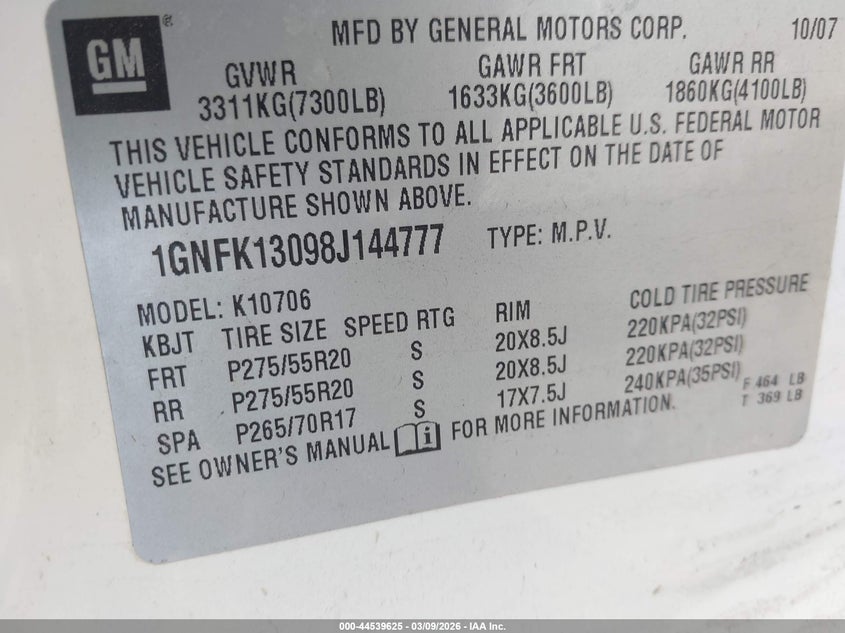 GM ®
MFD BY GENERAL MOTORS CORP. 10/07
GVWR GAWR FRT GAWR RR
3311KG(7300LB) 1633KG(3600LB) 1860KG(4100LB)
THIS VEHICLE CONFORMS TO ALL APPLICABLE U.S. FEDERAL MOTOR
VEHICLE SAFETY STANDARDS IN EFFECT ON THE DATE OF
MANUFACTURE SHOWN ABOVE.
1GNFK13098J144777 TYPE: M.P.V.
MODEL: K10706
KBJT TIRE SIZE SPEED RTG RIM COLD TIRE PRESSURE
FRT P275/55R20 S 20X8.5J 220KPA(32PSI)
RR P275/55R20 S 20X8.5J 220KPA(32PSI)
SPA P265/70R17 S 17X7.5J 240KPA(35PSI) F 464 LB
T 369 LB
SEE OWNER'S MANUAL i FOR MORE INFORMATION.
000-44539625 - 03/09/2026 - IAA Inc.